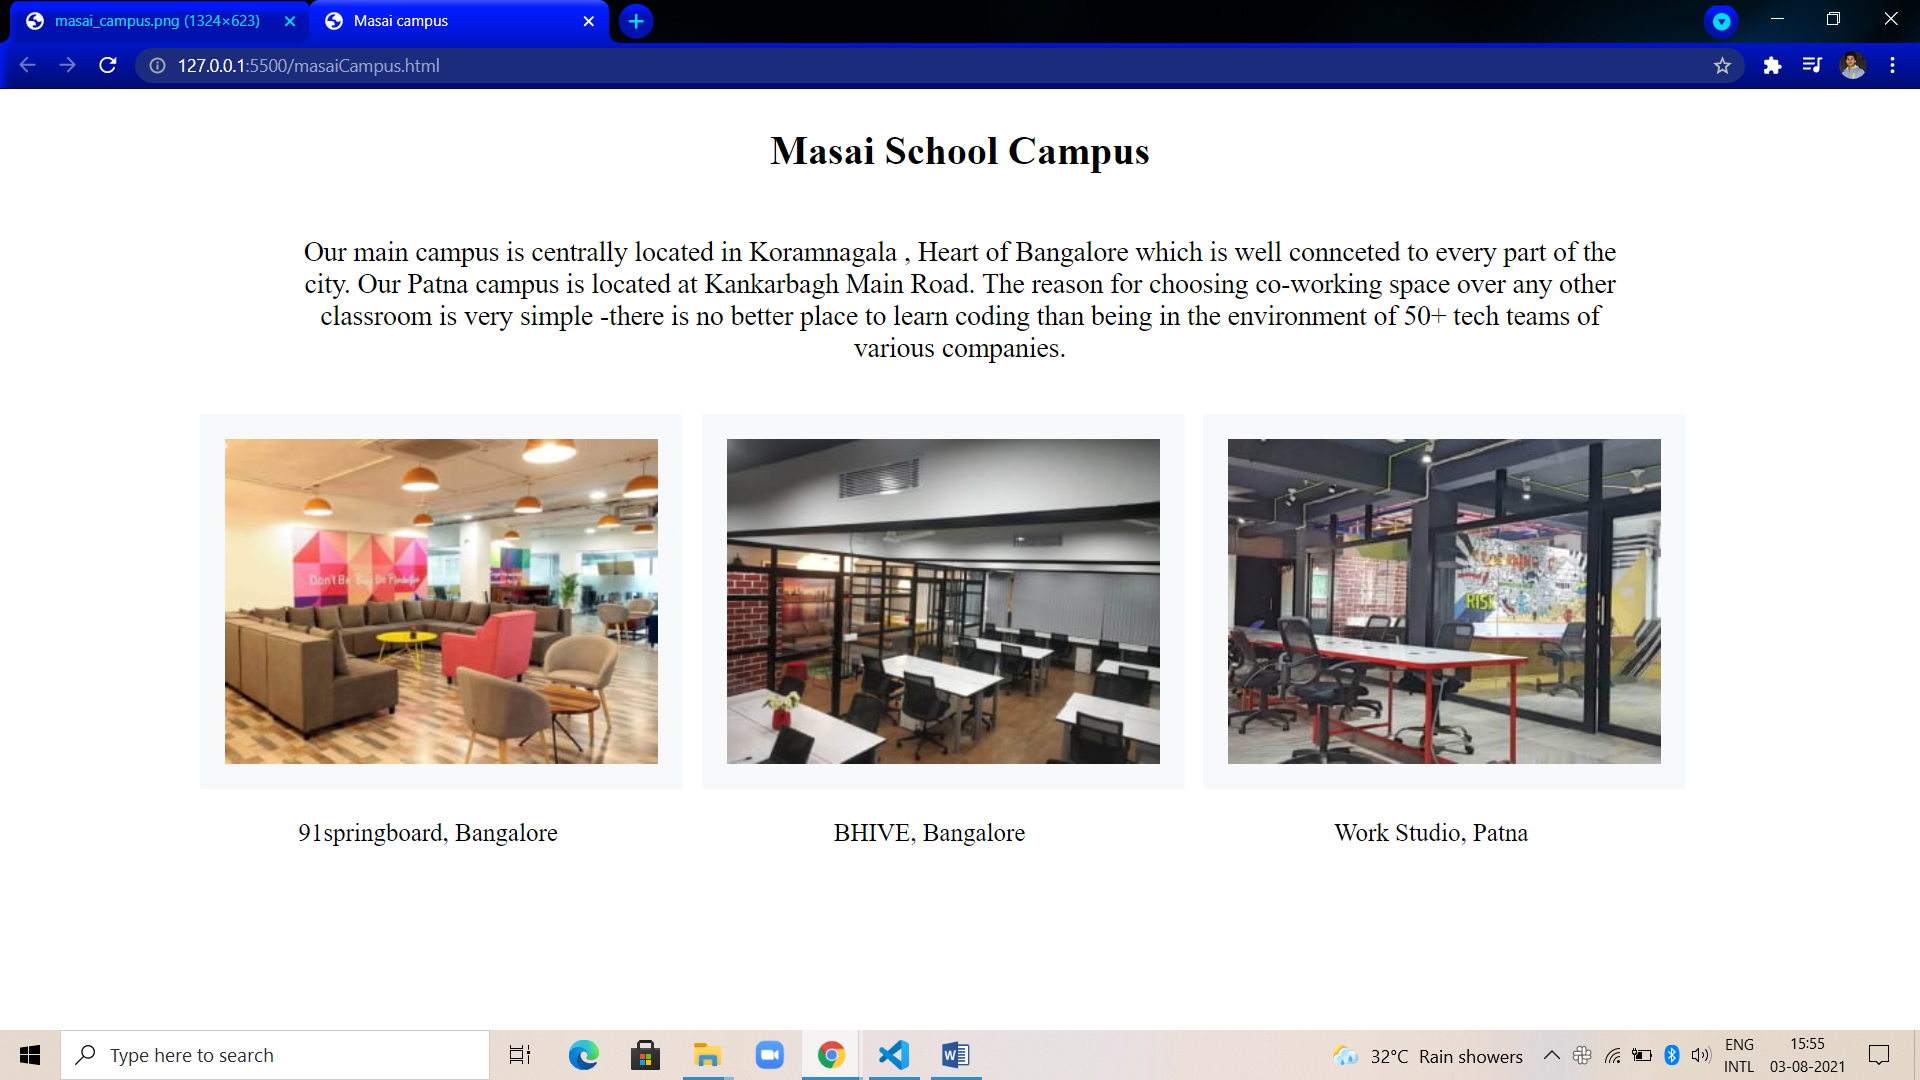 masai_campus.png (1324×623)
Masai campus
127.0.0.1:5500/masaiCampus.html
Masai School Campus
Our main campus is centrally located in Koramnagala , Heart of Bangalore which is well connceted to every part of the
city. Our Patna campus is located at Kankarbagh Main Road. The reason for choosing co-working space over any other
classroom is very simple -there is no better place to learn coding than being in the environment of 50+ tech teams of
various companies.
Don't Be Busy Be Productive
RISK
91springboard, Bangalore
BHIVE, Bangalore
Work Studio, Patna
Type here to search
32°C Rain showers
ENG
INTL
15:55
03-08-2021